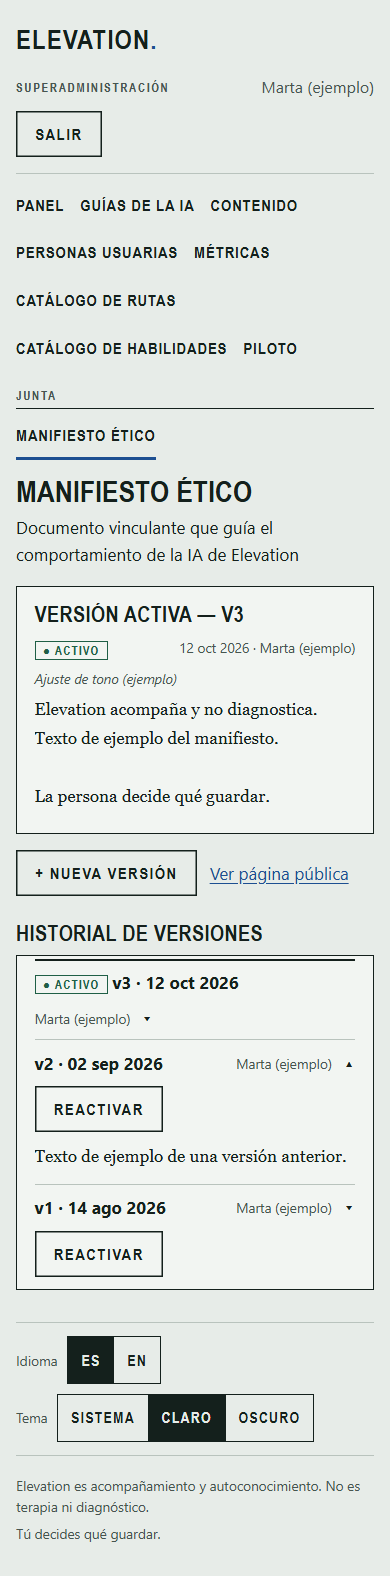 ELEVATION.
SUPERADMINISTRACIÓN Marta (ejemplo)
SALIR
PANEL GUÍAS DE LA IA CONTENIDO
PERSONAS USUARIAS MÉTRICAS
CATÁLOGO DE RUTAS
CATÁLOGO DE HABILIDADES PILOTO
JUNTA
MANIFIESTO ÉTICO
MANIFIESTO ÉTICO
Documento vinculante que guía el
comportamiento de la IA de Elevation
VERSIÓN ACTIVA — V3
● ACTIVO 12 oct 2026 · Marta (ejemplo)
Ajuste de tono (ejemplo)
Elevation acompaña y no diagnostica.
Texto de ejemplo del manifiesto.
La persona decide qué guardar.
+ NUEVA VERSIÓN Ver página pública
HISTORIAL DE VERSIONES
● ACTIVO v3 · 12 oct 2026
Marta (ejemplo) ▾
v2 · 02 sep 2026 Marta (ejemplo) ▴
REACTIVAR
Texto de ejemplo de una versión anterior.
v1 · 14 ago 2026 Marta (ejemplo) ▾
REACTIVAR
Idioma ES EN
Tema SISTEMA CLARO OSCURO
Elevation es acompañamiento y autoconocimiento. No es
terapia ni diagnóstico.
Tú decides qué guardar.